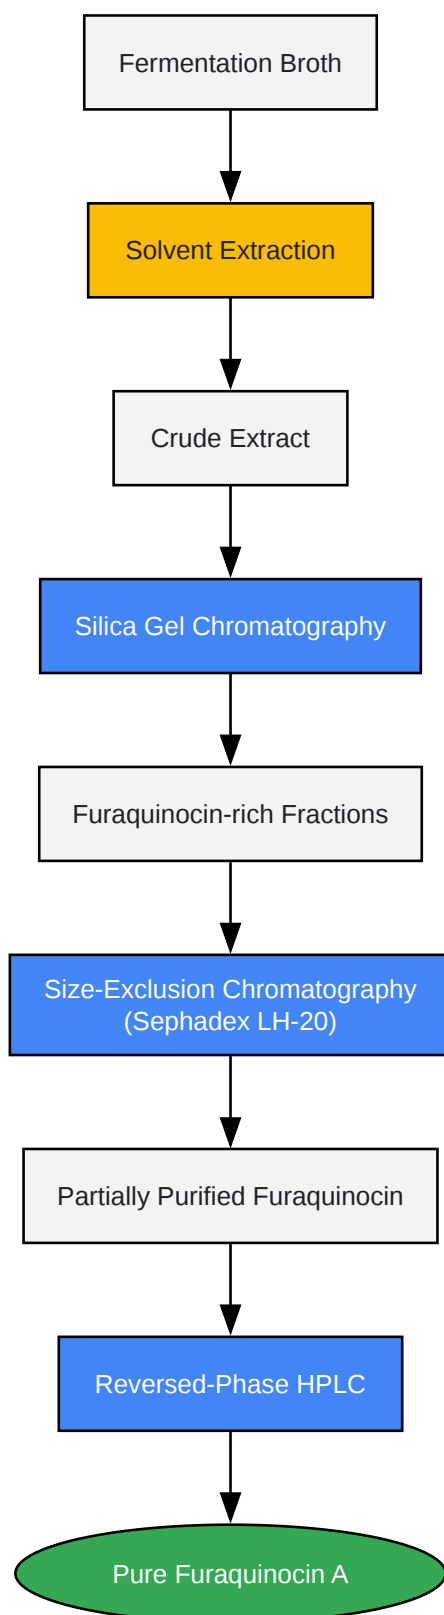 Fermentation Broth
Solvent Extraction
Crude Extract
Silica Gel Chromatography
Furaquinocin-rich Fractions
Size-Exclusion Chromatography
(Sephadex LH-20)
Partially Purified Furaquinocin
Reversed-Phase HPLC
Pure Furaquinocin A